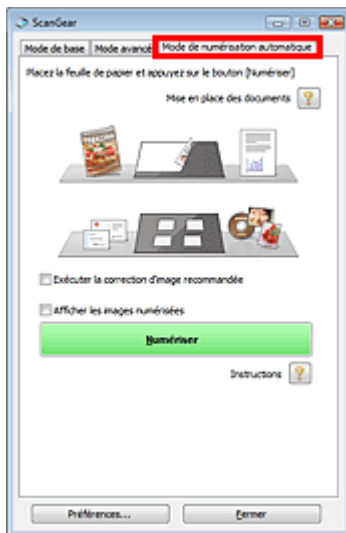 ScanGear
Mode de base Mode avancé Mode de numérisation automatique
Placez la feuille de papier et appuyez sur le bouton [Numériser]
Mise en place des documents ?
Exécuter la correction d'image recommandée
Afficher les images numérisées
Numériser
Instructions ?
Préférences... Fermer